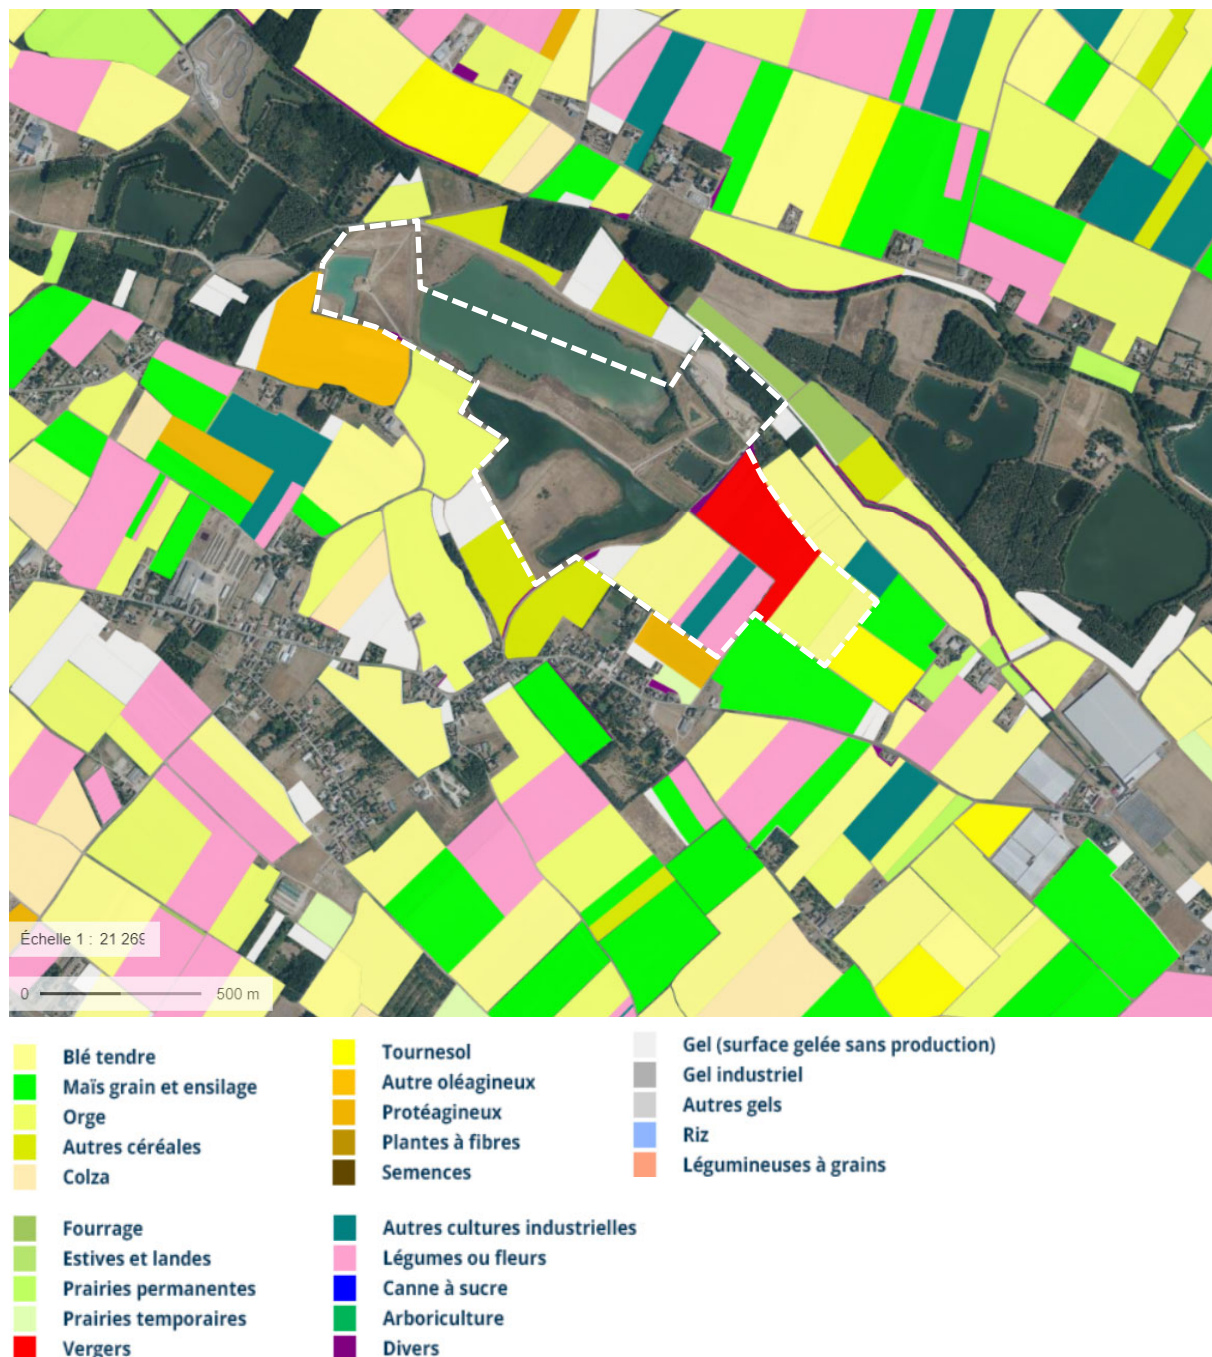 Échelle 1 : 21 269
0 500 m
Blé tendre
Maïs grain et ensilage
Orge
Autres céréales
Colza
Tournesol
Autre oléagineux
Protéagineux
Plantes à fibres
Semences
Gel (surface gelée sans production)
Gel industriel
Autres gels
Riz
Légumineuses à grains
Fourrage
Estives et landes
Prairies permanentes
Prairies temporaires
Vergers
Autres cultures industrielles
Légumes ou fleurs
Canne à sucre
Arboriculture
Divers